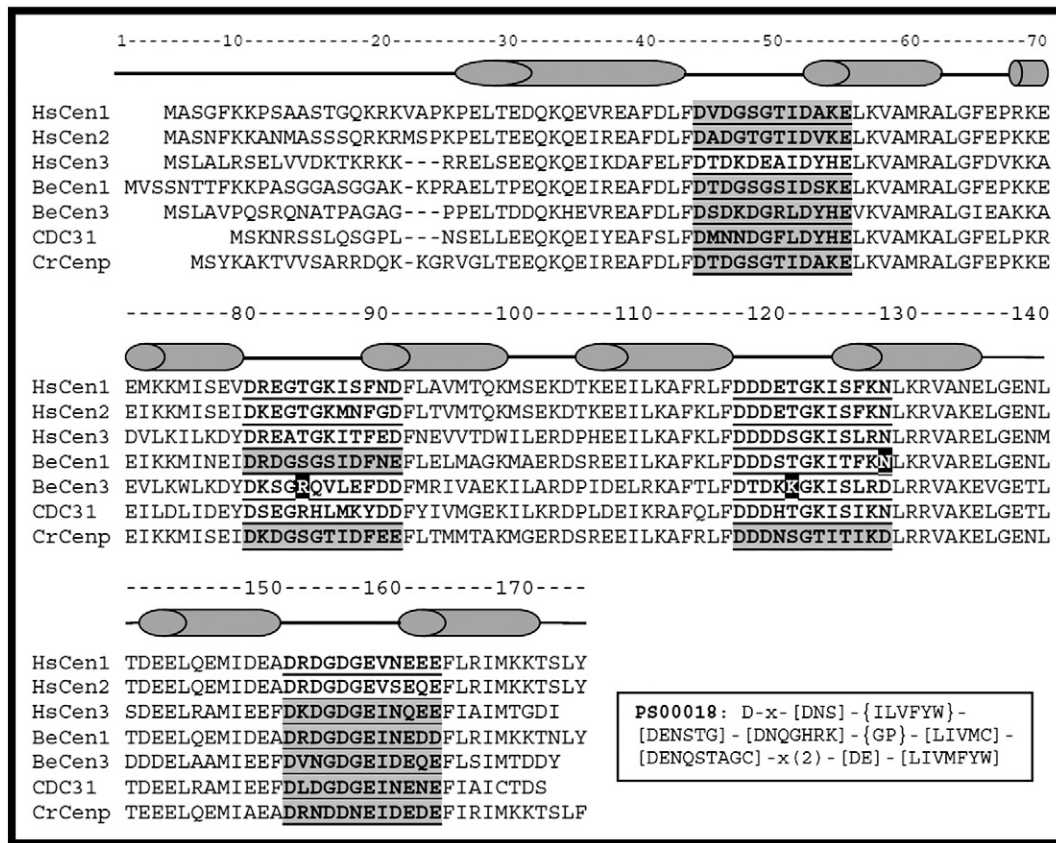 1---------10--------20--------30--------40--------50--------60--------70
HsCen1 MASGFKKPSAASTGQKRKVAPKPELTEDQKQEVREAFDLFDVDGSGTIDAKELKVAMRALGFEPRKE
HsCen2 MASNFKKANMASSSQRKRMSPKPELTEEQKQEIREAFDLFDADGTGTIDVKELKVAMRALGFEPKKE
HsCen3 MSLALRSELVVDKTKRKK---RRELSEEQKQEIKDAFELFDTDKDEAIDYHELKVAMRALGFDVKKA
BeCen1 MVSSNTTFKKPASGGASGGAK-KPRAELTPEQKQEIREAFDLFDTDGSGSIDSKELKVAMRALGFEPKKE
BeCen3 MSLAVPQSRQNATPAGAG---PPELTDDQKHEVREAFDLFDSDKDGRLDYHEVKVAMRALGIEAKKA
CDC31 MSKNRSSLQSGPL---NSELLEEQKQEIYEAFSLFDMNNDGFLDYHELKVAMKALGFELPKR
CrCenp MSYKAKTVVSARRDQK-KGRVGLTEEQKQEIREAFDLFDTDGSGTIDAKELKVAMRALGFEPKKE
---------80--------90--------100-------110-------120-------130-------140
HsCen1 EMKKMISEVDREGTGKISFNDFLAVMTQKMSEKDTKEEILKAFRLFDDDETGKISFKNLKRVANELGENL
HsCen2 EIKKMISEIDKEGTGKMNFGDFLTVMTQKMSEKDTKEEILKAFKLFDDDETGKISFKNLKRVAKELGENL
HsCen3 DVLKILKDYDREATGKITFEDFNEVVTDWILERDPHEEILKAFKLFDDDDSGKISLRNLRRVARELGENM
BeCen1 EIKKMINEIDRDGSGSIDFNEFLELMAGKMAERDSREEILKAFKLFDDDSTGKITFKNLKRVARELGENL
BeCen3 EVLKWLKDYDKSGRQVLEFDDFMRIVAEKILARDPIDELRKAFTLFDTDKKGKISLRDLRRVAKEVGETL
CDC31 EILDLIDEYDSEGRHLMKYDDFYIVMGEKILKRDPLDEIKRAFQLFDDDHTGKISIKNLRRVAKELGETL
CrCenp EIKKMISEIDKDGSGTIDFEEFLTMMTAKMGERDSREEILKAFRLFDDDNSGTITIKDLRRVAKELGENL
---------150-------160-------170----
HsCen1 TDEELQEMIDEADRDGDGEVNEEEFLRIMKKTSLY
HsCen2 TDEELQEMIDEADRDGDGEVSEQEFLRIMKKTSLY
HsCen3 SDEELRAMIEEFDKDGDGEINQEEFIAIMTGDI
BeCen1 TDEELQEMIDEADRDGDGEINEDDFLRIMKKTNLY
BeCen3 DDDELAAMIEEFDVNGDGEIDEQEFLSIMTDDY
CDC31 TDEELRAMIEEFDLDGDGEINENEFIAICTDS
CrCenp TEEELQEMIAEADRNDDNEIDEDEFIRIMKKTSLF
PS00018: D-x-[DNS]-{ILVFYW}-
[DENSTG]-[DNQGHRK]-{GP}-[LIVMC]-
[DENQSTAGC]-x(2)-[DE]-[LIVMFYW]